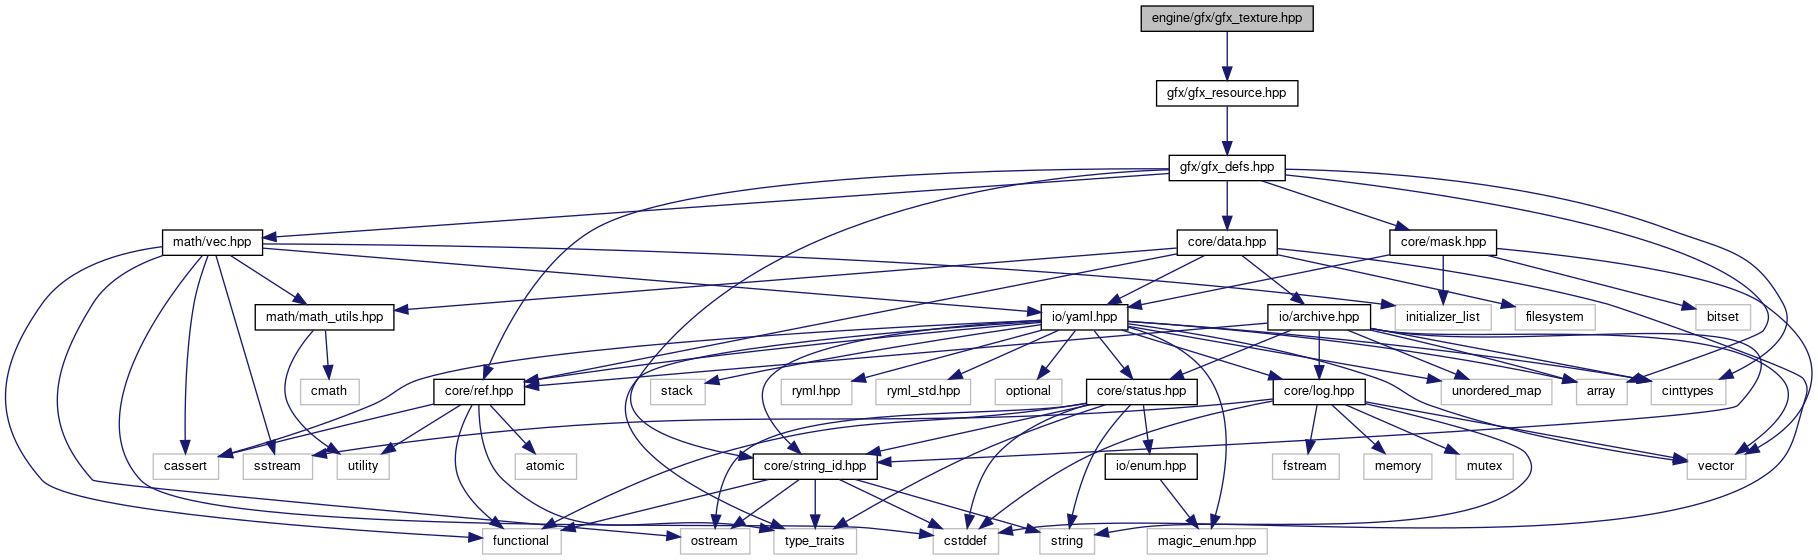 engine/gfx/gfx_texture.hpp
gfx/gfx_resource.hpp
gfx/gfx_defs.hpp
math/vec.hpp
core/data.hpp
core/mask.hpp
math/math_utils.hpp
io/yaml.hpp
io/archive.hpp
initializer_list
filesystem
bitset
cmath
core/ref.hpp
stack
ryml.hpp
ryml_std.hpp
optional
core/status.hpp
core/log.hpp
unordered_map
array
cinttypes
cassert
sstream
utility
atomic
core/string_id.hpp
io/enum.hpp
fstream
memory
mutex
vector
functional
ostream
type_traits
cstddef
string
magic_enum.hpp